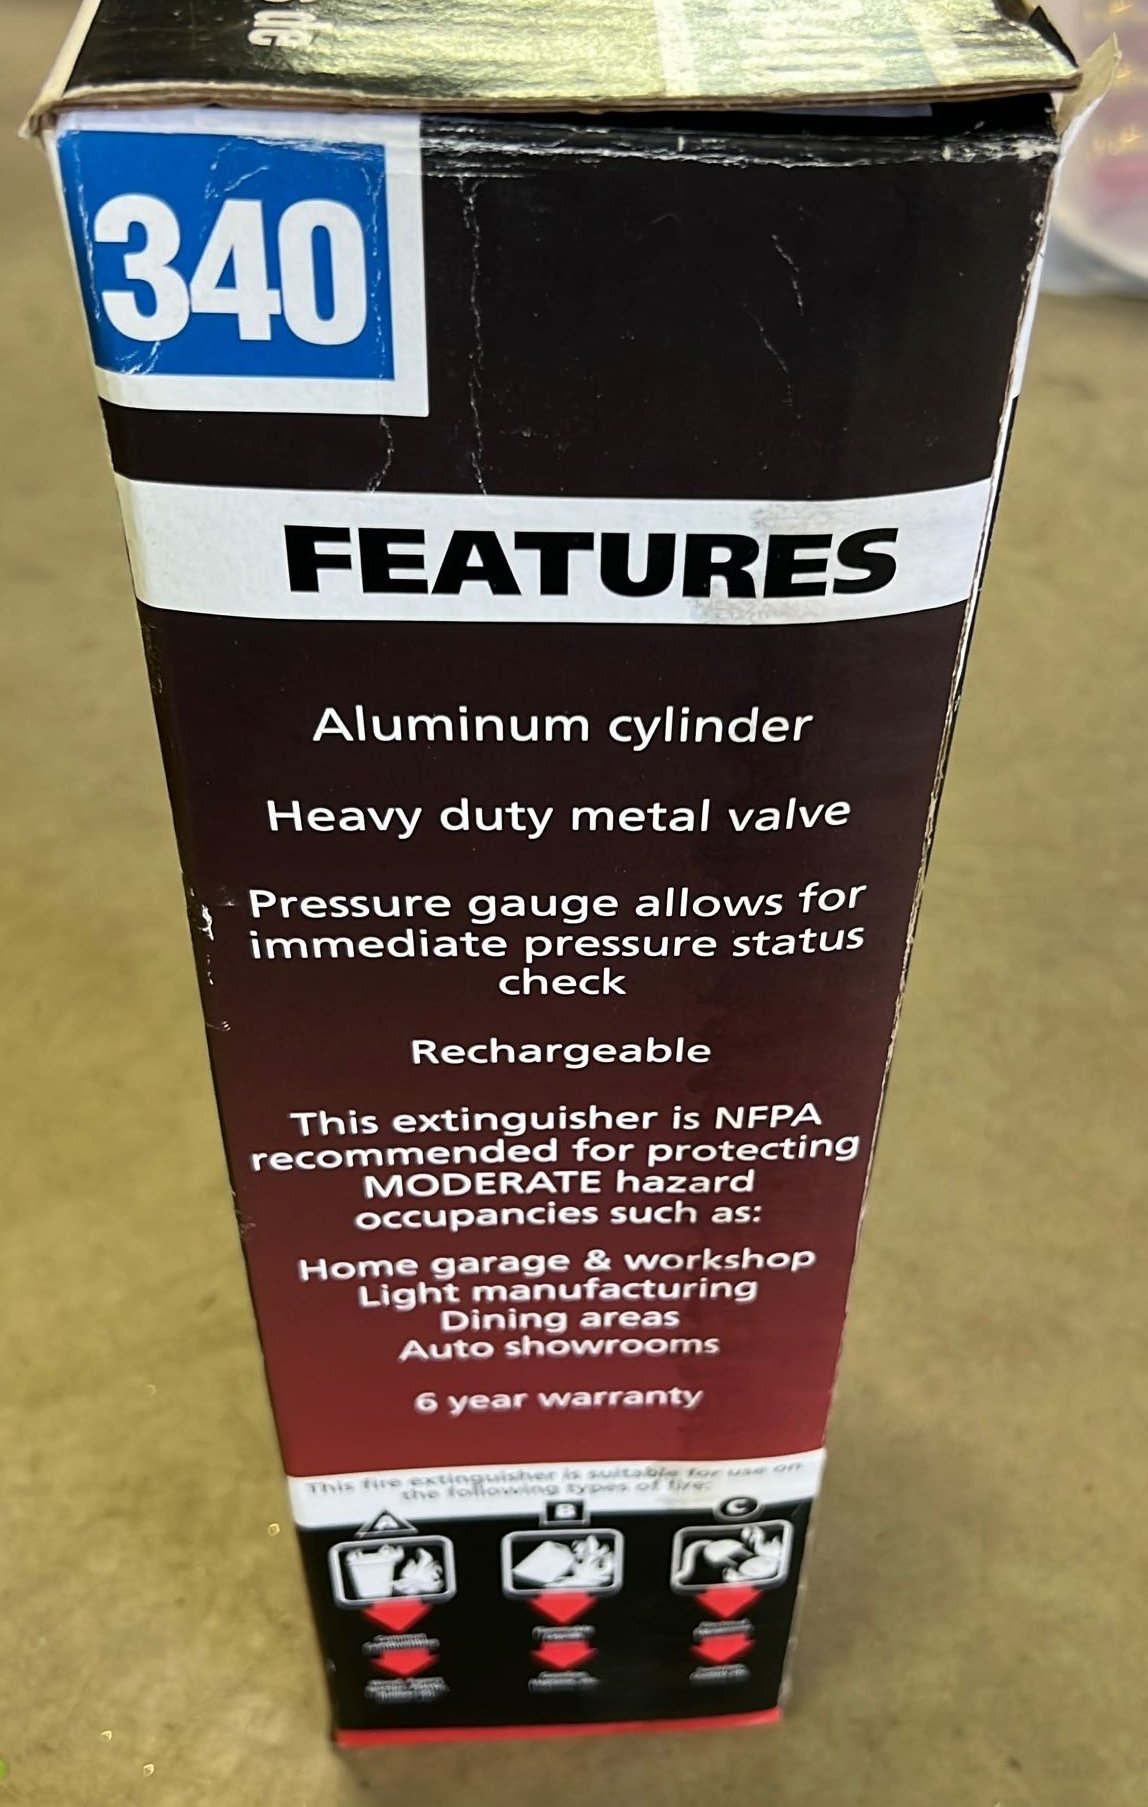 340
FEATURES
Aluminum cylinder
Heavy duty metal valve
Pressure gauge allows for
immediate pressure status
check
Rechargeable
This extinguisher is NFPA
recommended for protecting
MODERATE hazard
occupancies such as:
Home garage & workshop
Light manufacturing
Dining areas
Auto showrooms
6 year warranty
This fire extinguisher is suitable for use on
the following types of fire:
A B C